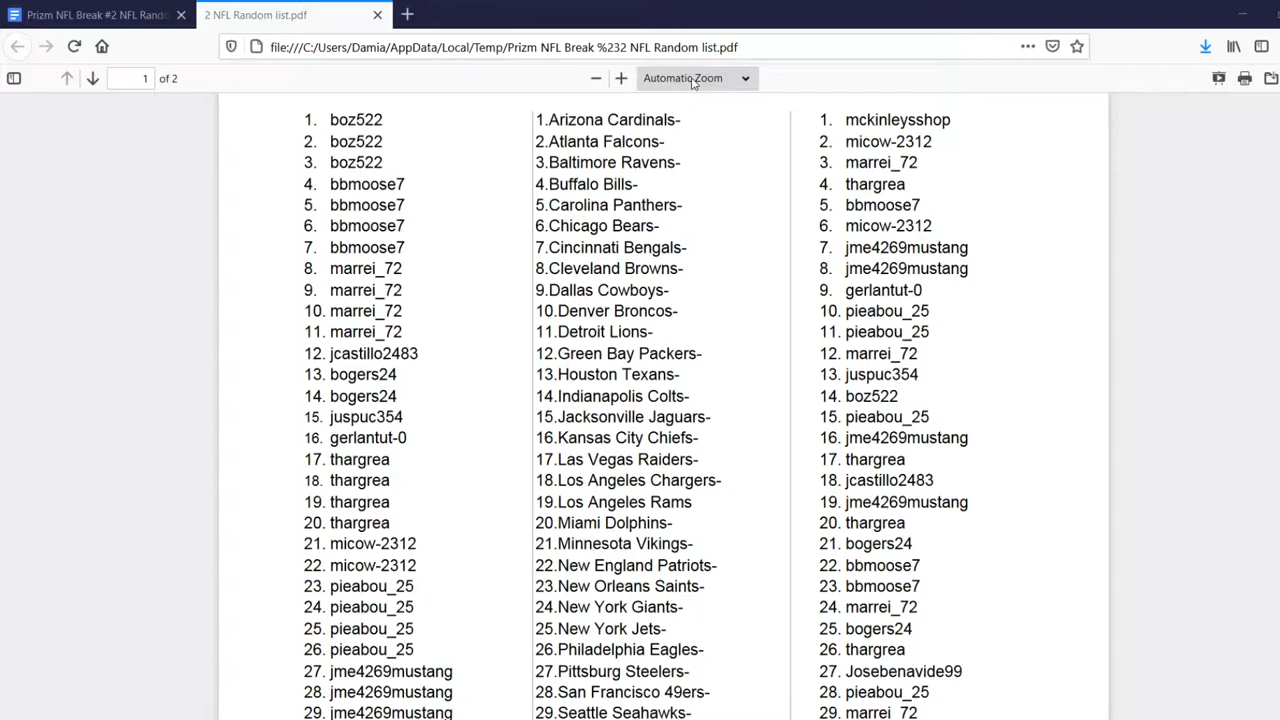 Prizm NFL Break #2 NFL Rando
2 NFL Random list.pdf
file:///C:/Users/Damia/AppData/Local/Temp/Prizm NFL Break %232 NFL Random list.pdf
1 of 2
Automatic Zoom
1. boz522 1.Arizona Cardinals- 1. mckinleysshop
2. boz522 2.Atlanta Falcons- 2. micow-2312
3. boz522 3.Baltimore Ravens- 3. marrei_72
4. bbmoose7 4.Buffalo Bills- 4. thargrea
5. bbmoose7 5.Carolina Panthers- 5. bbmoose7
6. bbmoose7 6.Chicago Bears- 6. micow-2312
7. bbmoose7 7.Cincinnati Bengals- 7. jme4269mustang
8. marrei_72 8.Cleveland Browns- 8. jme4269mustang
9. marrei_72 9.Dallas Cowboys- 9. gerlantut-0
10. marrei_72 10.Denver Broncos- 10. pieabou_25
11. marrei_72 11.Detroit Lions- 11. pieabou_25
12. jcastillo2483 12.Green Bay Packers- 12. marrei_72
13. bogers24 13.Houston Texans- 13. juspuc354
14. bogers24 14.Indianapolis Colts- 14. boz522
15. juspuc354 15.Jacksonville Jaguars- 15. pieabou_25
16. gerlantut-0 16.Kansas City Chiefs- 16. jme4269mustang
17. thargrea 17.Las Vegas Raiders- 17. thargrea
18. thargrea 18.Los Angeles Chargers- 18. jcastillo2483
19. thargrea 19.Los Angeles Rams 19. jme4269mustang
20. thargrea 20.Miami Dolphins- 20. thargrea
21. micow-2312 21.Minnesota Vikings- 21. bogers24
22. micow-2312 22.New England Patriots- 22. bbmoose7
23. pieabou_25 23.New Orleans Saints- 23. bbmoose7
24. pieabou_25 24.New York Giants- 24. marrei_72
25. pieabou_25 25.New York Jets- 25. bogers24
26. pieabou_25 26.Philadelphia Eagles- 26. thargrea
27. jme4269mustang 27.Pittsburg Steelers- 27. Josebenavide99
28. jme4269mustang 28.San Francisco 49ers- 28. pieabou_25
29. jme4269mustang 29.Seattle Seahawks- 29. marrei_72